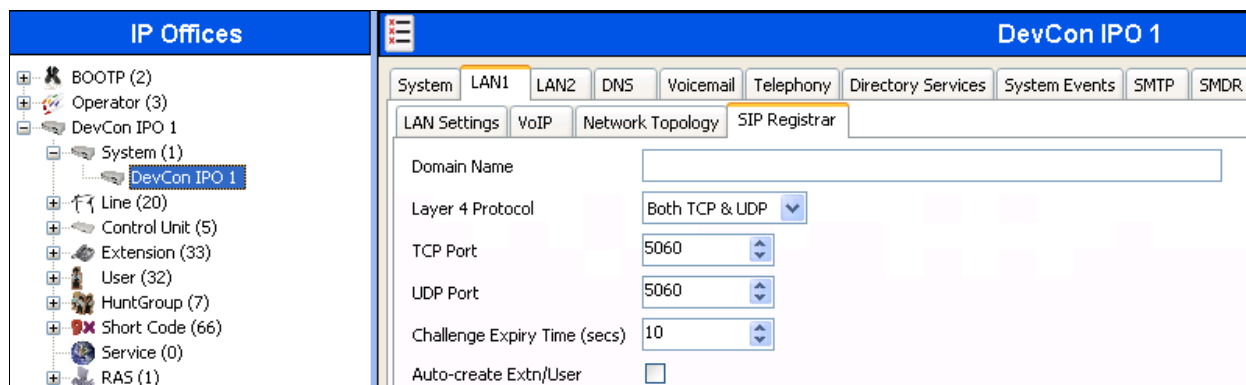 IP Offices
BOOTP (2)
Operator (3)
DevCon IPO 1
System (1)
DevCon IPO 1
Line (20)
Control Unit (5)
Extension (33)
User (32)
HuntGroup (7)
Short Code (66)
Service (0)
RAS (1)
DevCon IPO 1
System LAN1 LAN2 DNS Voicemail Telephony Directory Services System Events SMTP SMDR
LAN Settings VoIP Network Topology SIP Registrar
Domain Name
Layer 4 Protocol Both TCP & UDP
TCP Port 5060
UDP Port 5060
Challenge Expiry Time (secs) 10
Auto-create Extn/User